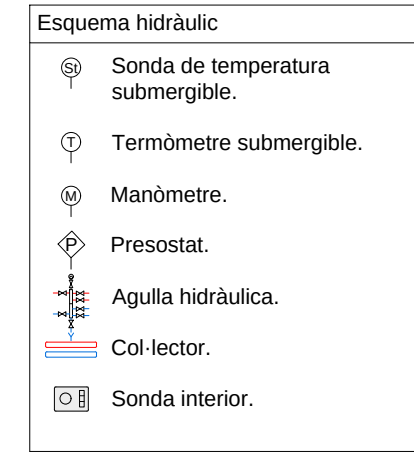 Esquema hidràulic
St Sonda de temperatura
submergible.
T Termòmetre submergible.
M Manòmetre.
P Presostat.
Agulla hidràulica.
Col·lector.
Sonda interior.